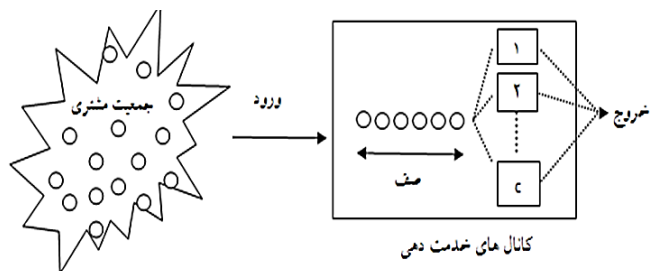 جمعیت مشتری
ورود
۱
۲
c
صف
خروج
کانال های خدمت دهی